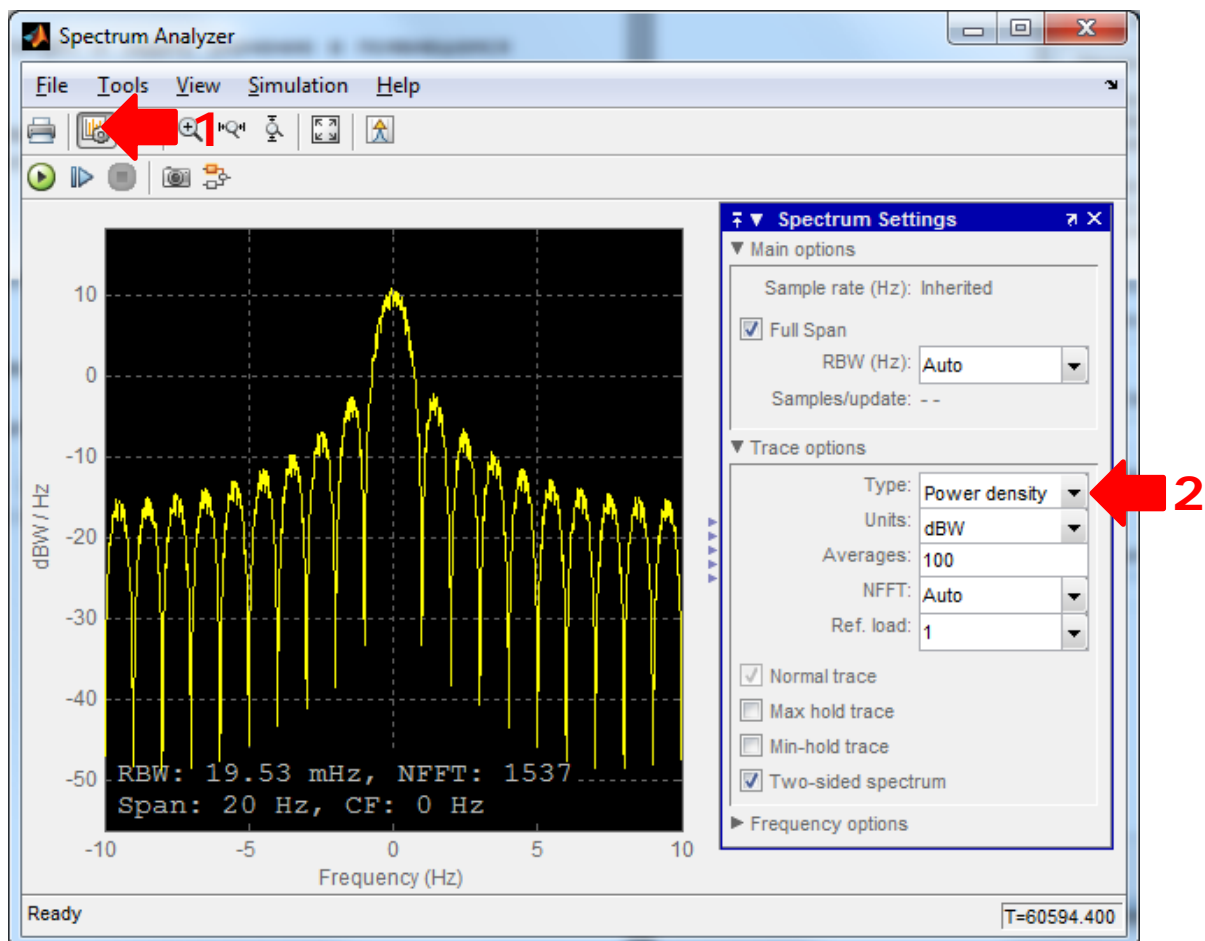 Spectrum Analyzer
File Tools View Simulation Help
1
Spectrum Settings
Main options
Sample rate (Hz): Inherited
Full Span
RBW (Hz): Auto
Samples/update: --
Trace options
Type: Power density
2
Units: dBW
Averages: 100
NFFT: Auto
Ref. load: 1
Normal trace
Max hold trace
Min-hold trace
Two-sided spectrum
Frequency options
dBW / Hz
10
0
-10
-20
-30
-40
-50
RBW: 19.53 mHz, NFFT: 1537
Span: 20 Hz, CF: 0 Hz
-10 -5 0 5 10
Frequency (Hz)
Ready T=60594.400